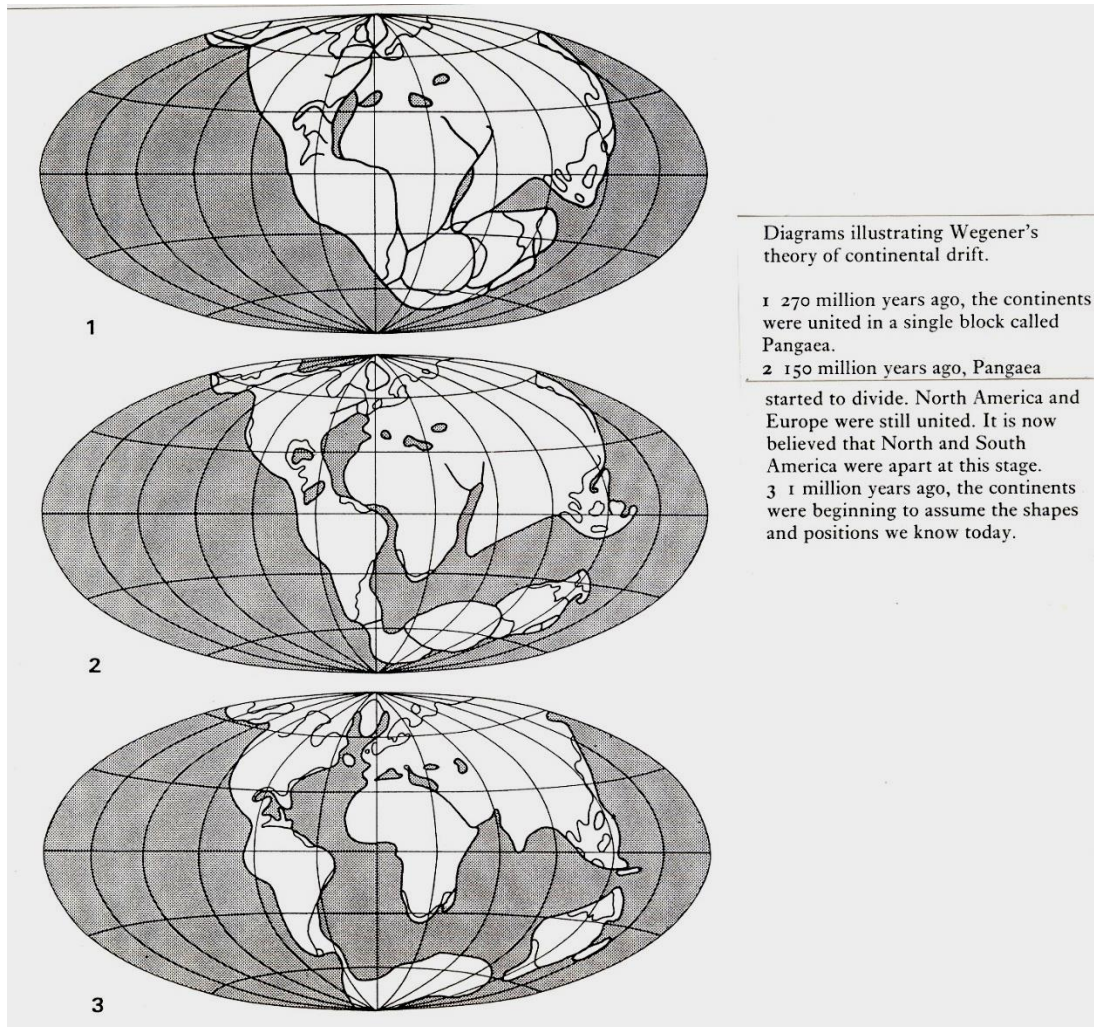 Diagrams illustrating Wegener's
theory of continental drift.
1 270 million years ago, the continents
were united in a single block called
Pangaea.
2 150 million years ago, Pangaea
started to divide. North America and
Europe were still united. It is now
believed that North and South
America were apart at this stage.
3 1 million years ago, the continents
were beginning to assume the shapes
and positions we know today.
1
2
3